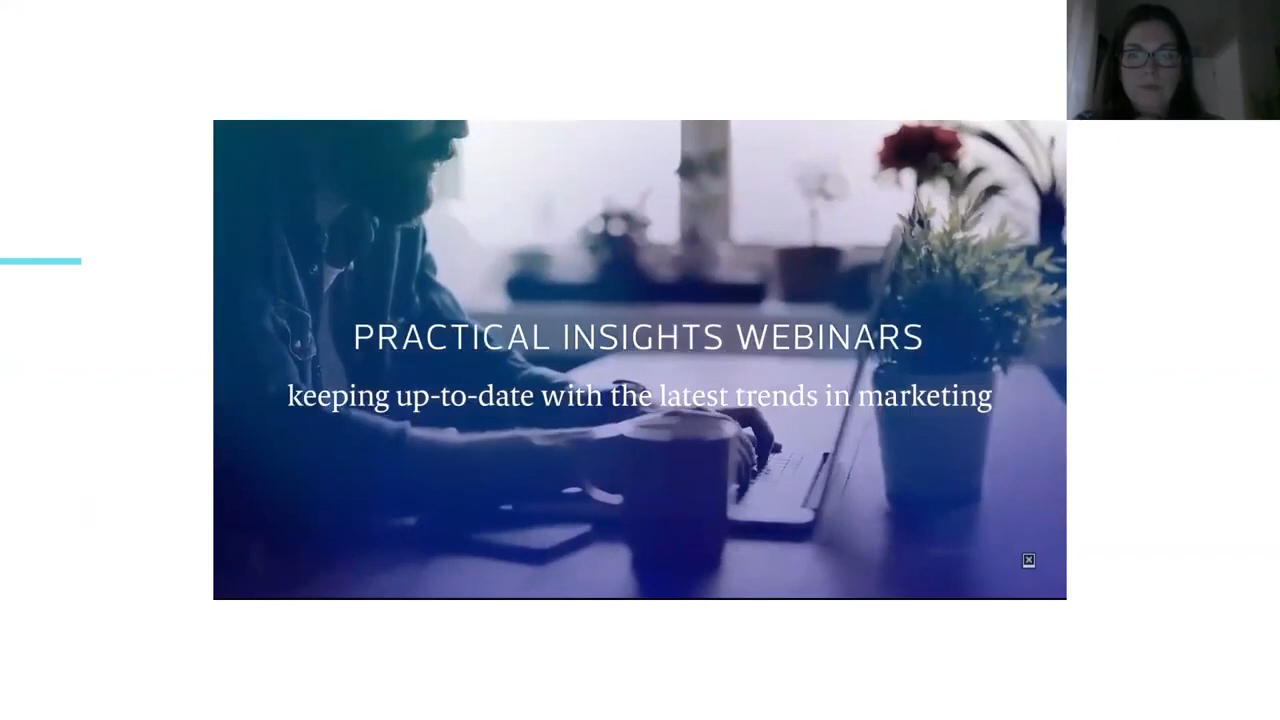 PRACTICAL INSIGHTS WEBINARS
keeping up-to-date with the latest trends in marketing